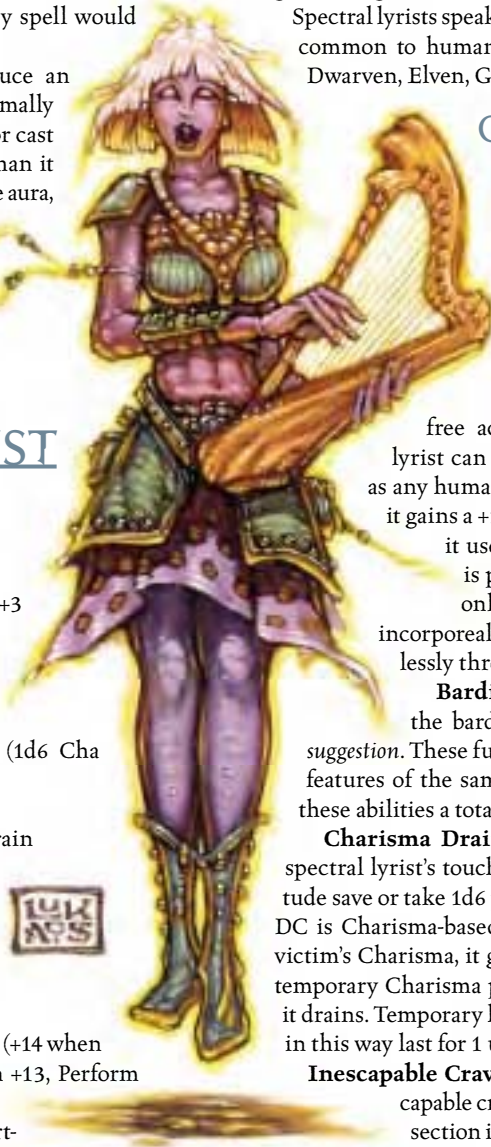 y spell would
uce an
mally
or cast
han it
e aura,
ST
+3
(1d6 Cha
rain
(+14 when
n +13, Perform
rt-
Spectral lyrists speak
common to human
Dwarven, Elven, G
free ac
lyrist can
as any huma
it gains a +
it use
is p
onl
incorporeal
lessly thr
Bardi
the bard
suggestion. These fu
features of the sam
these abilities a tota
Charisma Drai
spectral lyrist's touch
tude save or take 1d6
DC is Charisma-based
victim's Charisma, it g
temporary Charisma p
it drains. Temporary h
in this way last for 1
Inescapable Crav
capable cr
section i